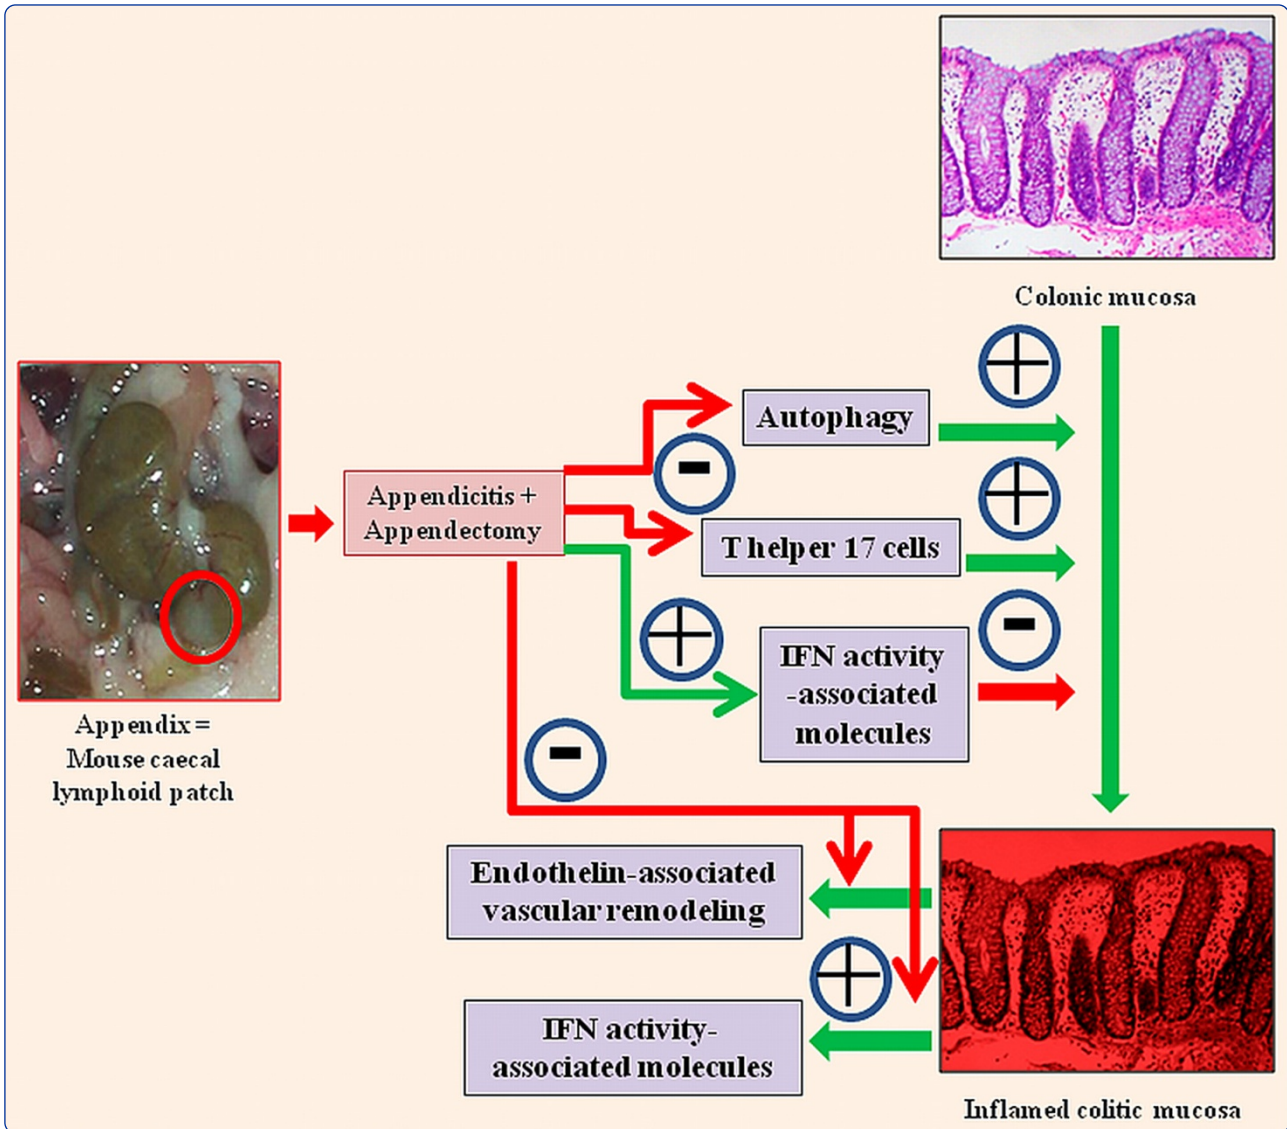 Colonic mucosa
Autophagy
Appendicitis +
Appendectomy
T helper 17 cells
IFN activity
-associated
molecules
Appendix =
Mouse caecal
lymphoid patch
Endothelin-associated
vascular remodeling
IFN activity-
associated molecules
Inflamed colitic mucosa